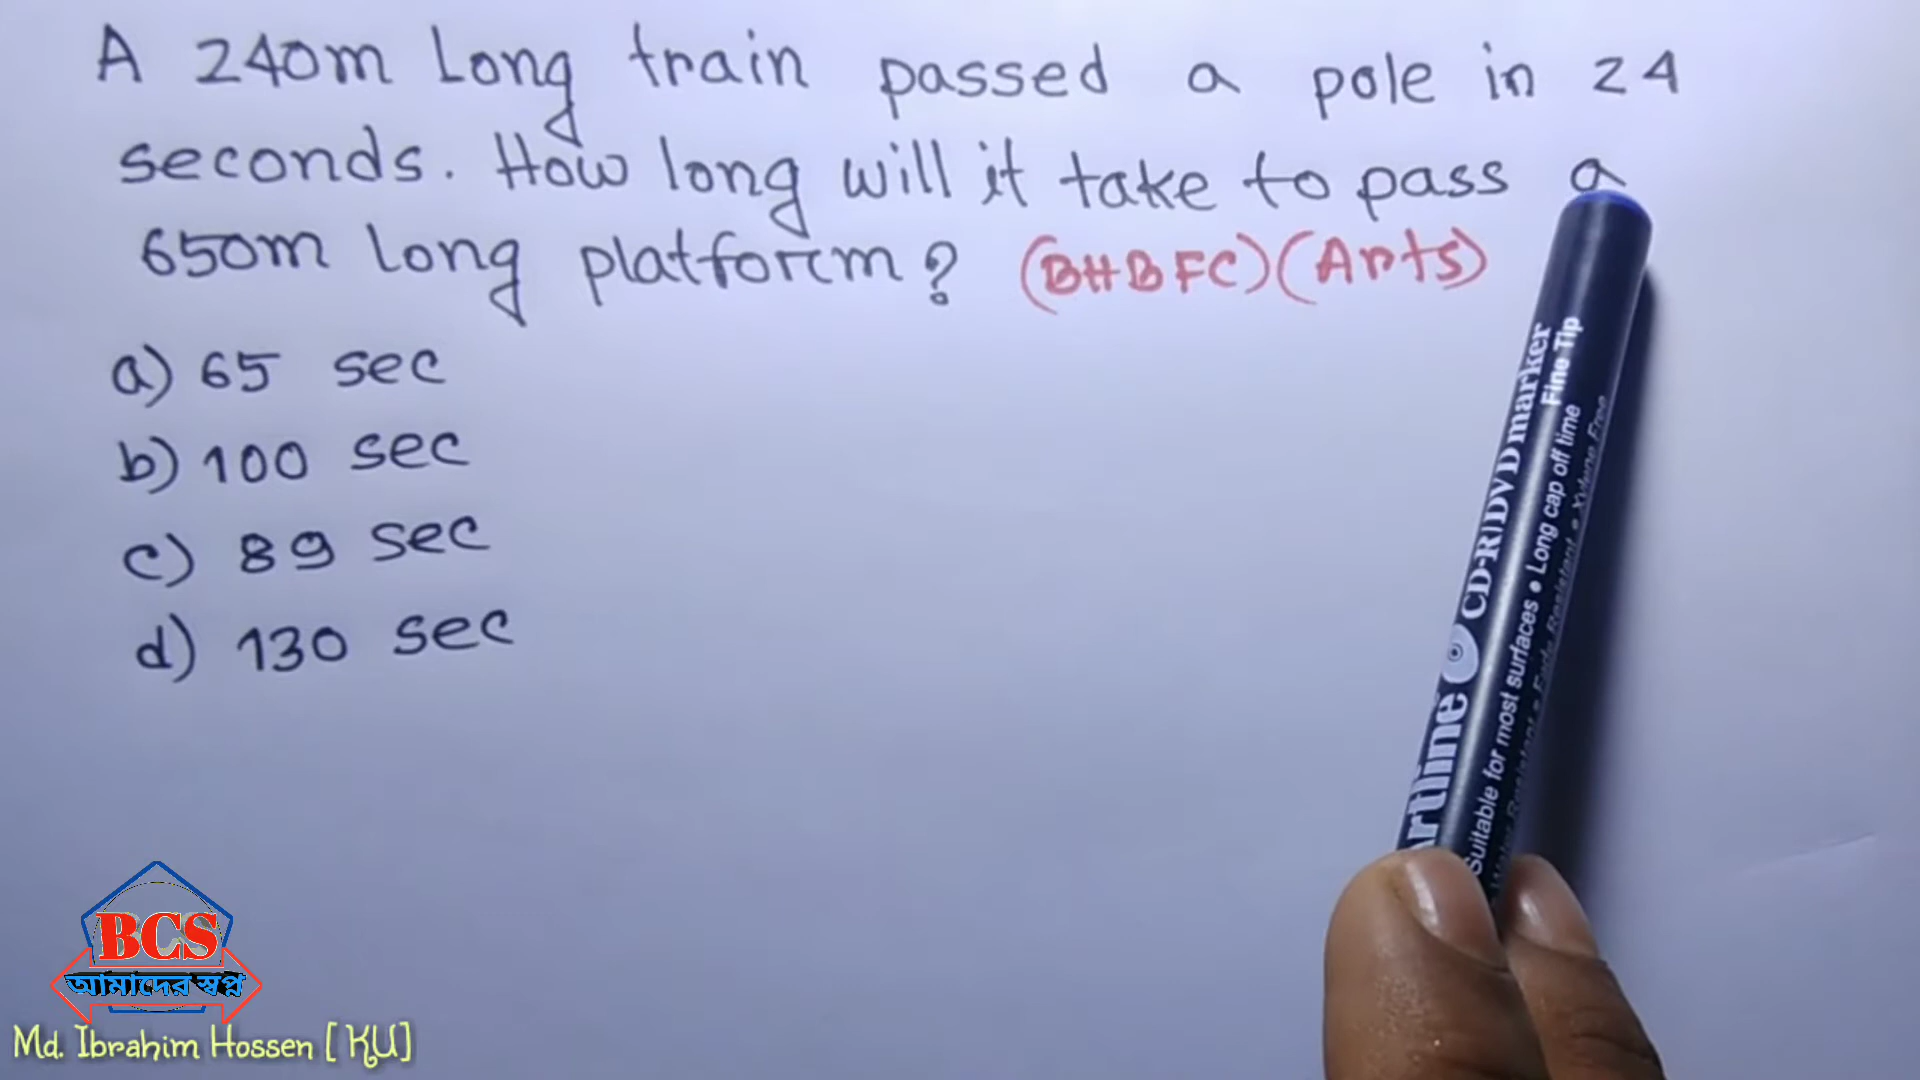 A 240m Long train passed a pole in 24
seconds. How long will it take to pass a
650m long platform? (BHBFC) (Arts)
a) 65 sec
b) 100 sec
c) 89 sec
d) 130 sec
Artline CD-R/DVD marker
Fine Tip
Suitable for most surfaces • Long cap off time
BCS
আমাদের স্বপ্ন
Md. Ibrahim Hossen [KU]